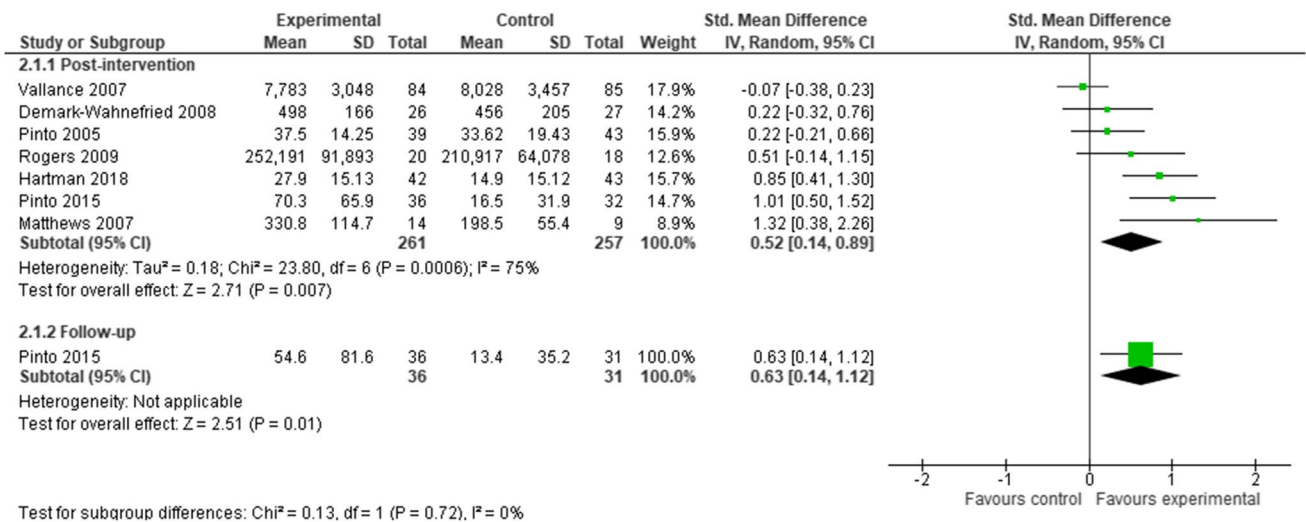 Experimental Control Std. Mean Difference Std. Mean Difference
Study or Subgroup Mean SD Total Mean SD Total Weight IV, Random, 95% CI IV, Random, 95% CI
2.1.1 Post-intervention
Vallance 2007 7,783 3,048 84 8,028 3,457 85 17.9% -0.07 [-0.38, 0.23]
Demark-Wahnefried 2008 498 166 26 456 205 27 14.2% 0.22 [-0.32, 0.76]
Pinto 2005 37.5 14.25 39 33.62 19.43 43 15.9% 0.22 [-0.21, 0.66]
Rogers 2009 252,191 91,893 20 210,917 64,078 18 12.6% 0.51 [-0.14, 1.15]
Hartman 2018 27.9 15.13 42 14.9 15.12 43 15.7% 0.85 [0.41, 1.30]
Pinto 2015 70.3 65.9 36 16.5 31.9 32 14.7% 1.01 [0.50, 1.52]
Matthews 2007 330.8 114.7 14 198.5 55.4 9 8.9% 1.32 [0.38, 2.26]
Subtotal (95% CI) 261 257 100.0% 0.52 [0.14, 0.89]
Heterogeneity: Tau² = 0.18; Chi² = 23.80, df = 6 (P = 0.0006); I² = 75%
Test for overall effect: Z = 2.71 (P = 0.007)
2.1.2 Follow-up
Pinto 2015 54.6 81.6 36 13.4 35.2 31 100.0% 0.63 [0.14, 1.12]
Subtotal (95% CI) 36 31 100.0% 0.63 [0.14, 1.12]
Heterogeneity: Not applicable
Test for overall effect: Z = 2.51 (P = 0.01)
-2 -1 0 1 2
Favours control Favours experimental
Test for subgroup differences: Chi² = 0.13, df = 1 (P = 0.72), I² = 0%